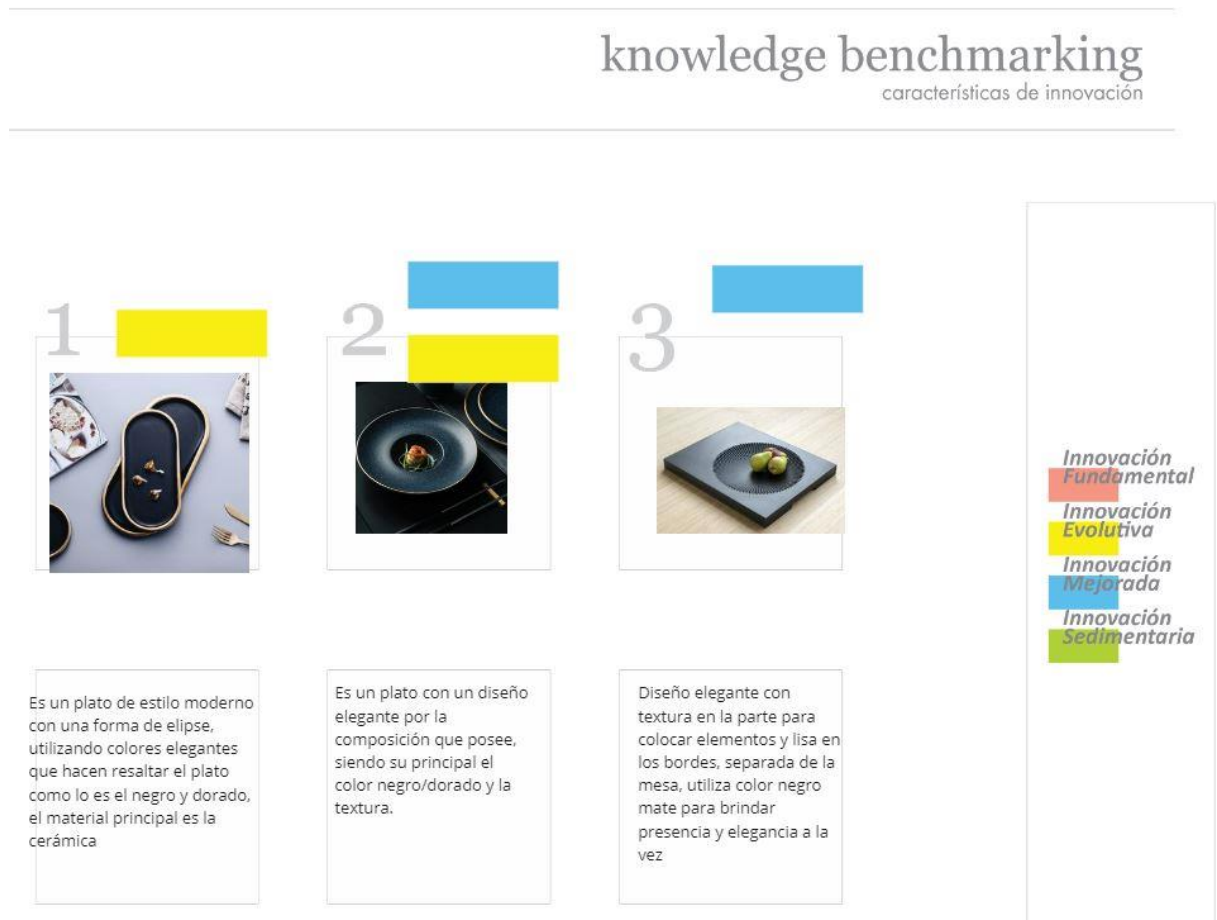 knowledge benchmarking
características de innovación
1
2
3
Innovación
Fundamental
Innovación
Evolutiva
Innovación
Mejorada
Innovación
Sedimentaria
Es un plato de estilo moderno
con una forma de elipse,
utilizando colores elegantes
que hacen resaltar el plato
como lo es el negro y dorado,
el material principal es la
cerámica
Es un plato con un diseño
elegante por la
composición que posee,
siendo su principal el
color negro/dorado y la
textura.
Diseño elegante con
textura en la parte para
colocar elementos y lisa en
los bordes, separada de la
mesa, utiliza color negro
mate para brindar
presencia y elegancia a la
vez